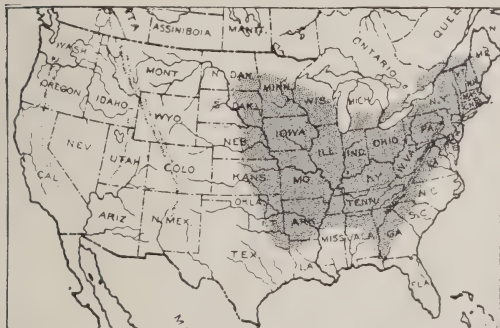 ASSINIBOIA MANIT.
ONTARIO
QUE
WASH
MONT
N. DAK.
MINN.
ME
OREGON
IDAHO
WYO
S. DAK.
WIS.
MICH.
N.Y.
NEV
UTAH
COLO
NEB
IOWA
ILL
IND
OHIO
PA
W.VA
CAL
KANS
MO
KY
ARIZ
N. MEX.
OKLA
ARK
TENN
N.C
S.C.
TEX
LA
MISS
ALA
GA
FLA